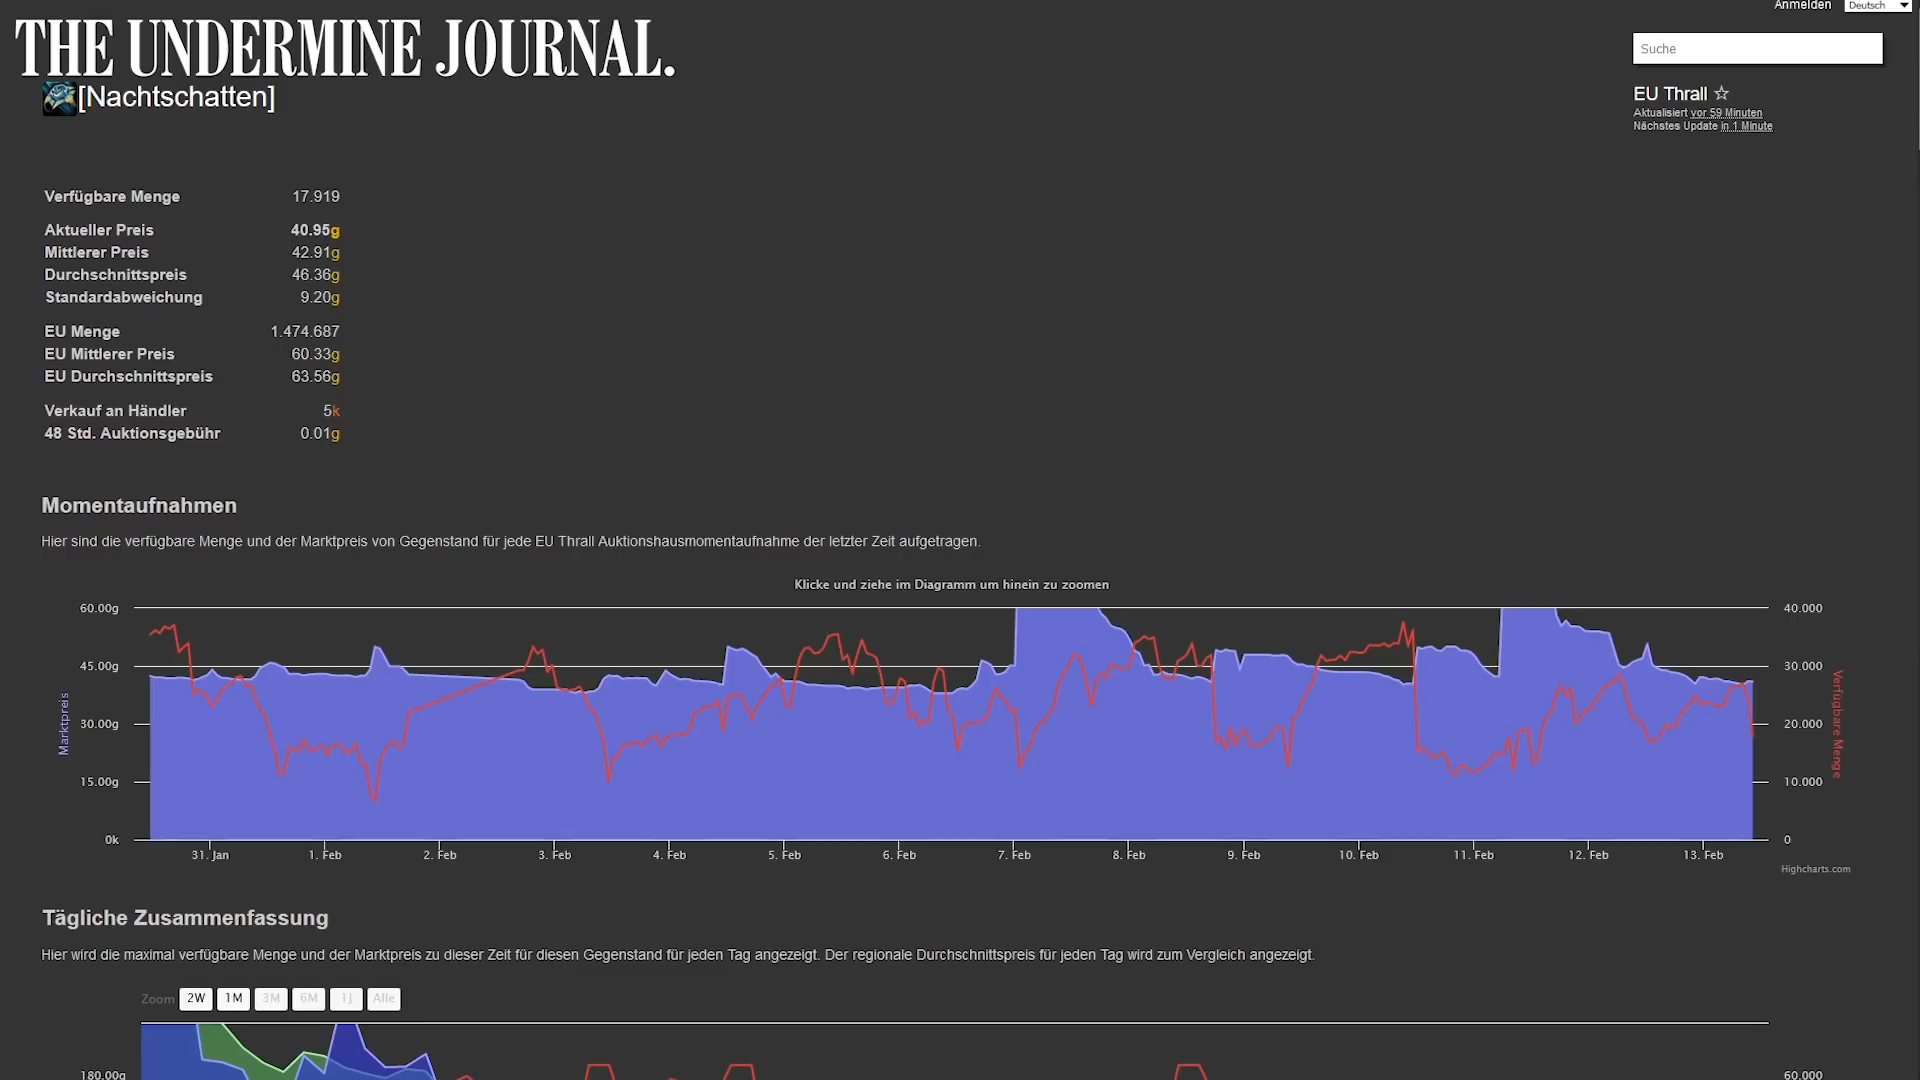 Anmelden Deutsch
THE UNDERMINE JOURNAL.
Suche
[Nachtschatten]
EU Thrall ☆
Aktualisiert vor 59 Minuten
Nächstes Update in 1 Minute
Verfügbare Menge 17.919
Aktueller Preis 40.95g
Mittlerer Preis 42.91g
Durchschnittspreis 46.36g
Standardabweichung 9.20g
EU Menge 1.474.687
EU Mittlerer Preis 60.33g
EU Durchschnittspreis 63.56g
Verkauf an Händler 5k
48 Std. Auktionsgebühr 0.01g
Momentaufnahmen
Hier sind die verfügbare Menge und der Marktpreis von Gegenstand für jede EU Thrall Auktionshausmomentaufnahme der letzter Zeit aufgetragen.
Klicke und ziehe im Diagramm um hinein zu zoomen
60.00g 40.000
45.00g 30.000
30.00g 20.000
15.00g 10.000
0k 0
Marktpreis
Verfügbare Menge
31. Jan 1. Feb 2. Feb 3. Feb 4. Feb 5. Feb 6. Feb 7. Feb 8. Feb 9. Feb 10. Feb 11. Feb 12. Feb 13. Feb
Highcharts.com
Tägliche Zusammenfassung
Hier wird die maximal verfügbare Menge und der Marktpreis zu dieser Zeit für diesen Gegenstand für jeden Tag angezeigt. Der regionale Durchschnittspreis für jeden Tag wird zum Vergleich angezeigt.
Zoom 2W 1M 3M 6M 1J Alle
180.00g 60.000